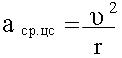 а ср.цс = υ² / r